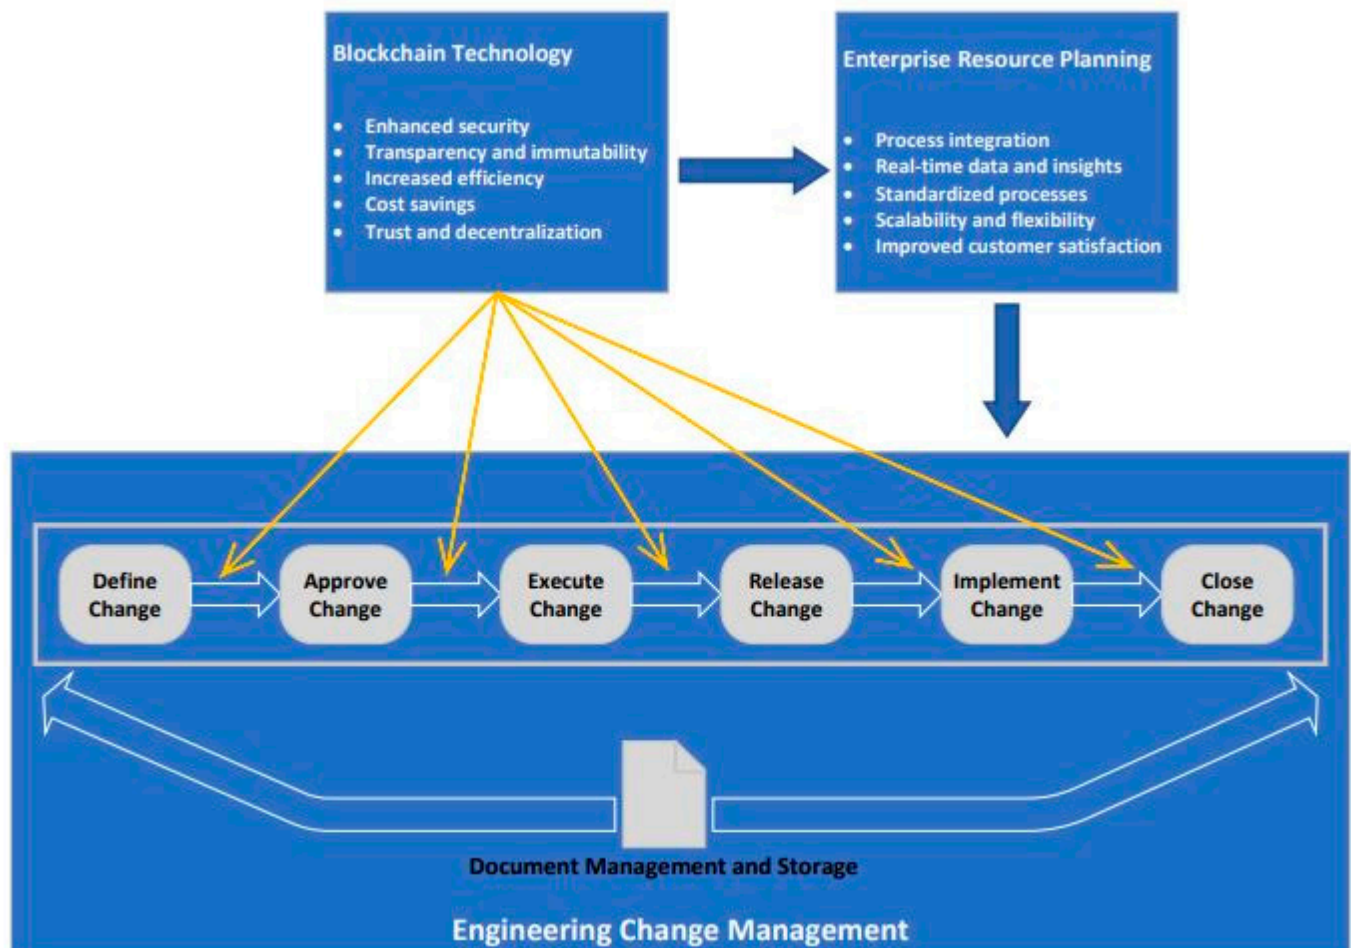 Blockchain Technology
• Enhanced security
• Transparency and immutability
• Increased efficiency
• Cost savings
• Trust and decentralization
Enterprise Resource Planning
• Process integration
• Real-time data and insights
• Standardized processes
• Scalability and flexibility
• Improved customer satisfaction
Define
Change
Approve
Change
Execute
Change
Release
Change
Implement
Change
Close
Change
Document Management and Storage
Engineering Change Management